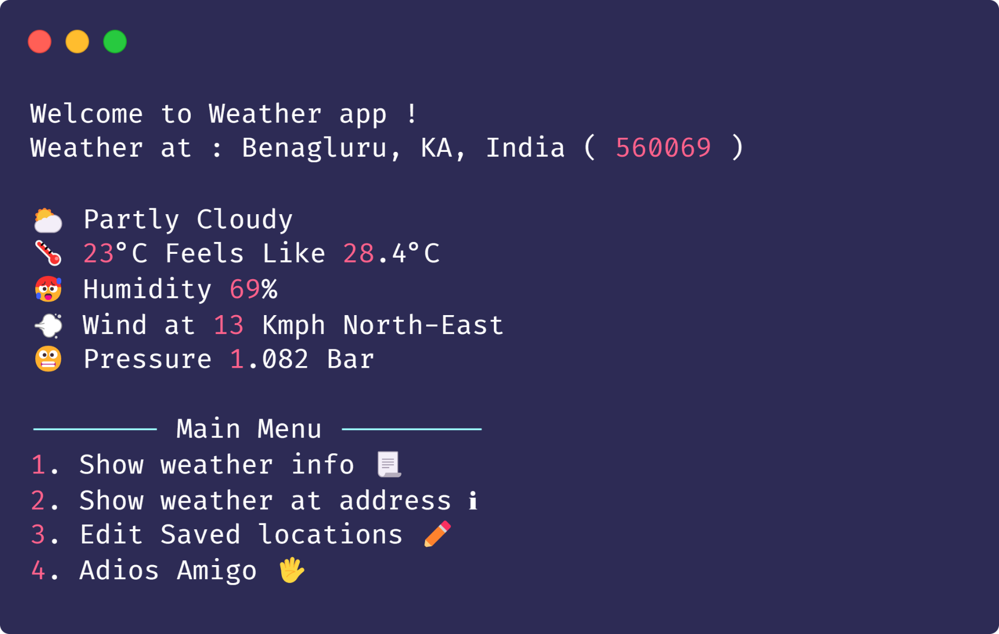 Welcome to Weather app !
Weather at : Benagluru, KA, India ( 560069 )
Partly Cloudy
23°C Feels Like 28.4°C
Humidity 69%
Wind at 13 Kmph North-East
Pressure 1.082 Bar
Main Menu
1. Show weather info
2. Show weather at address ℹ
3. Edit Saved locations
4. Adios Amigo